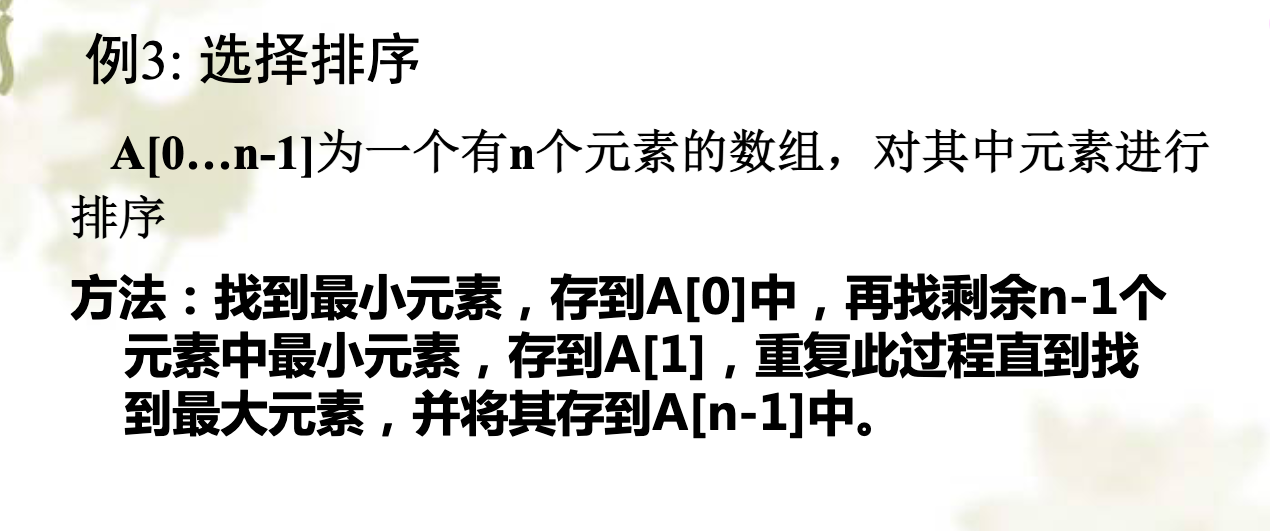 例3: 选择排序
A[0…n-1]为一个有n个元素的数组，对其中元素进行
排序
方法：找到最小元素，存到A[0]中，再找剩余n-1个
元素中最小元素，存到A[1]，重复此过程直到找
到最大元素，并将其存到A[n-1]中。